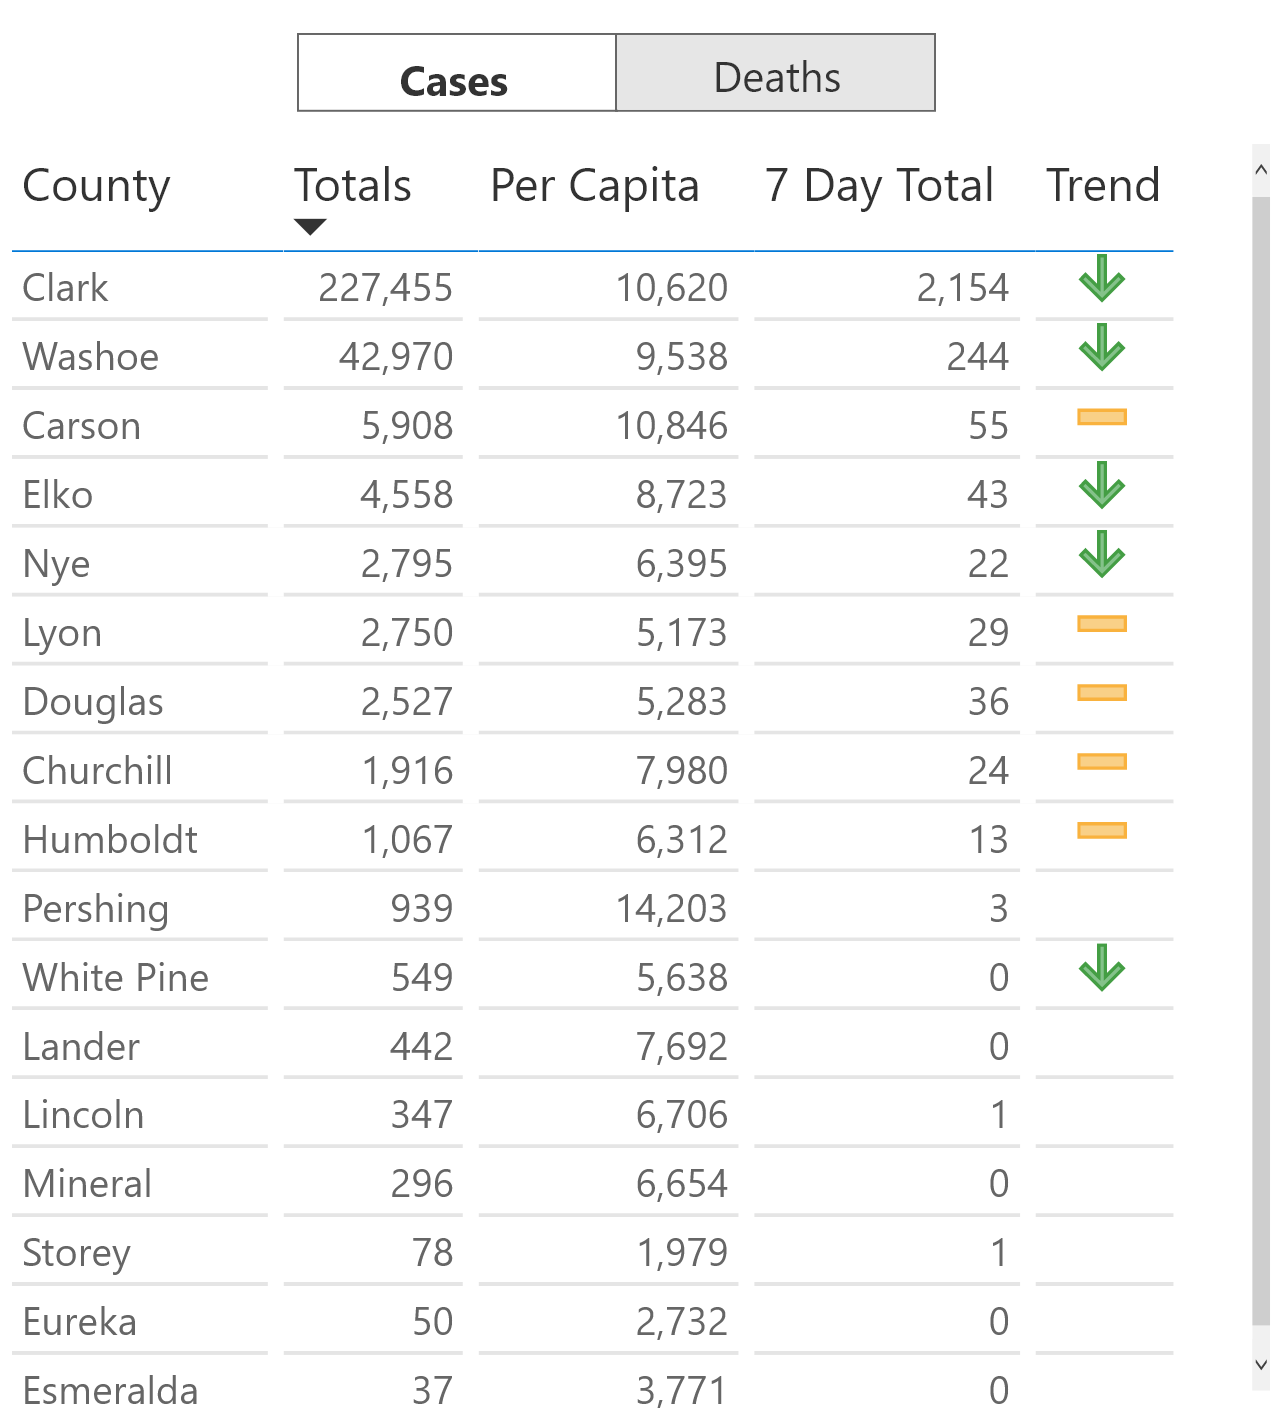 Cases Deaths
County Totals Per Capita 7 Day Total Trend
Clark 227,455 10,620 2,154
Washoe 42,970 9,538 244
Carson 5,908 10,846 55
Elko 4,558 8,723 43
Nye 2,795 6,395 22
Lyon 2,750 5,173 29
Douglas 2,527 5,283 36
Churchill 1,916 7,980 24
Humboldt 1,067 6,312 13
Pershing 939 14,203 3
White Pine 549 5,638 0
Lander 442 7,692 0
Lincoln 347 6,706 1
Mineral 296 6,654 0
Storey 78 1,979 1
Eureka 50 2,732 0
Esmeralda 37 3,771 0